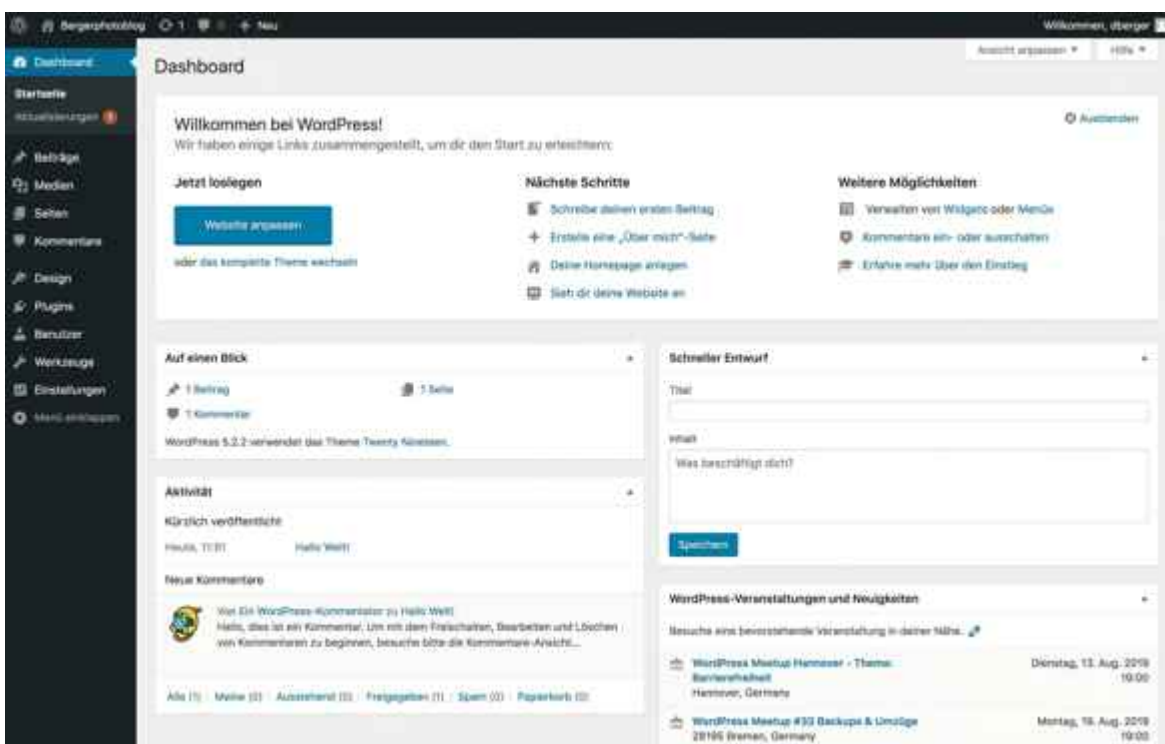 Bergerphotoblog 1 0 + Neu
Willkommen, dberger
Ansicht anpassen Hilfe
Dashboard
Startseite
Aktualisierungen 1
Beiträge
Medien
Seiten
Kommentare
Design
Plugins
Benutzer
Werkzeuge
Einstellungen
Menü einklappen
Dashboard
Willkommen bei WordPress!
Ausblenden
Wir haben einige Links zusammengestellt, um dir den Start zu erleichtern:
Jetzt loslegen
Website anpassen
oder das komplette Theme wechseln
Nächste Schritte
Schreibe deinen ersten Beitrag
Erstelle eine „Über mich“-Seite
Deine Homepage anlegen
Sieh dir deine Website an
Weitere Möglichkeiten
Verwalten von Widgets oder Menüs
Kommentare ein- oder ausschalten
Erfahre mehr über den Einstieg
Auf einen Blick
1 Beitrag
1 Seite
1 Kommentar
WordPress 5.2.2 verwendet das Theme Twenty Nineteen.
Aktivität
Kürzlich veröffentlicht
Heute, Hallo Welt!
Neue Kommentare
Von Ein WordPress-Kommentator zu Hallo Welt!
Hallo, dies ist ein Kommentar. Um mit dem Freischalten, Bearbeiten und Löschen
von Kommentaren zu beginnen, besuche bitte die Kommentare-Ansicht…
Alle (1) | Meine (0) | Ausstehend (0) | Freigegeben (1) | Spam (0) | Papierkorb (0)
Schneller Entwurf
Titel
Inhalt
Was beschäftigt dich?
Speichern
WordPress-Veranstaltungen und Neuigkeiten
Besuche eine bevorstehende Veranstaltung in deiner Nähe.
WordPress Meetup Hannover - Thema: Dienstag, 13. Aug. 2019
Barrierefreiheit 19:00
Hannover, Germany
WordPress Meetup #33 Backups & Umzüge Montag, 19. Aug. 2019
28195 Bremen, Germany 19:00